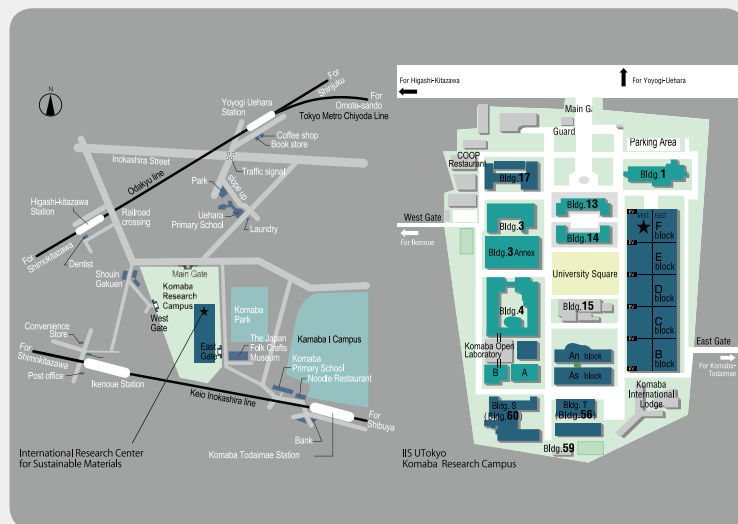 N
For
Shinjuku
For
Omote-sando
Tokyo Metro Chiyoda Line
Yoyogi Uehara
Station
Coffee shop
Book store
Inokashira Street
Traffic signal
Odakyu line
Park
slope up
Higashi-kitazawa
Station
Uehara
Primary School
Railroad
crossing
Laundry
For
Shimokitazawa
Dentist
Shouin
Gakuen
Main Gate
Komaba
Research
Campus
West
Gate
Komaba
Park
Komaba I Campus
Convenience
Store
East
Gate
The Japan
Folk Crafts
Museum
For
Shimokitazawa
Komaba
Primary School
Noodle Restaurant
Post office
Ikenoue Station
Keio Inokashira line
For
Shibuya
Bank
Komaba Todaimae Station
International Research Center
for Sustainable Materials
For Higashi-Kitazawa
For Yoyogi-Uehara
Main Ga
Guard
Parking Area
COOP
Restaurant
Bldg.17
Bldg.1
Bldg.13
West Gate
For Ikenoue
Bldg.3
Bldg.14
west
east
F
block
Bldg.3 Annex
E
block
University Square
D
block
Bldg.4
Bldg.15
C
block
Komaba Open
Laboratory
An block
East Gate
B
block
For Komaba-
Todaimae
B
A
As block
Komaba
International
Lodge
Bldg. S
(Bldg.60)
Bldg. T
(Bldg.56)
Bldg.59
IIS UTokyo
Komaba Research Campus